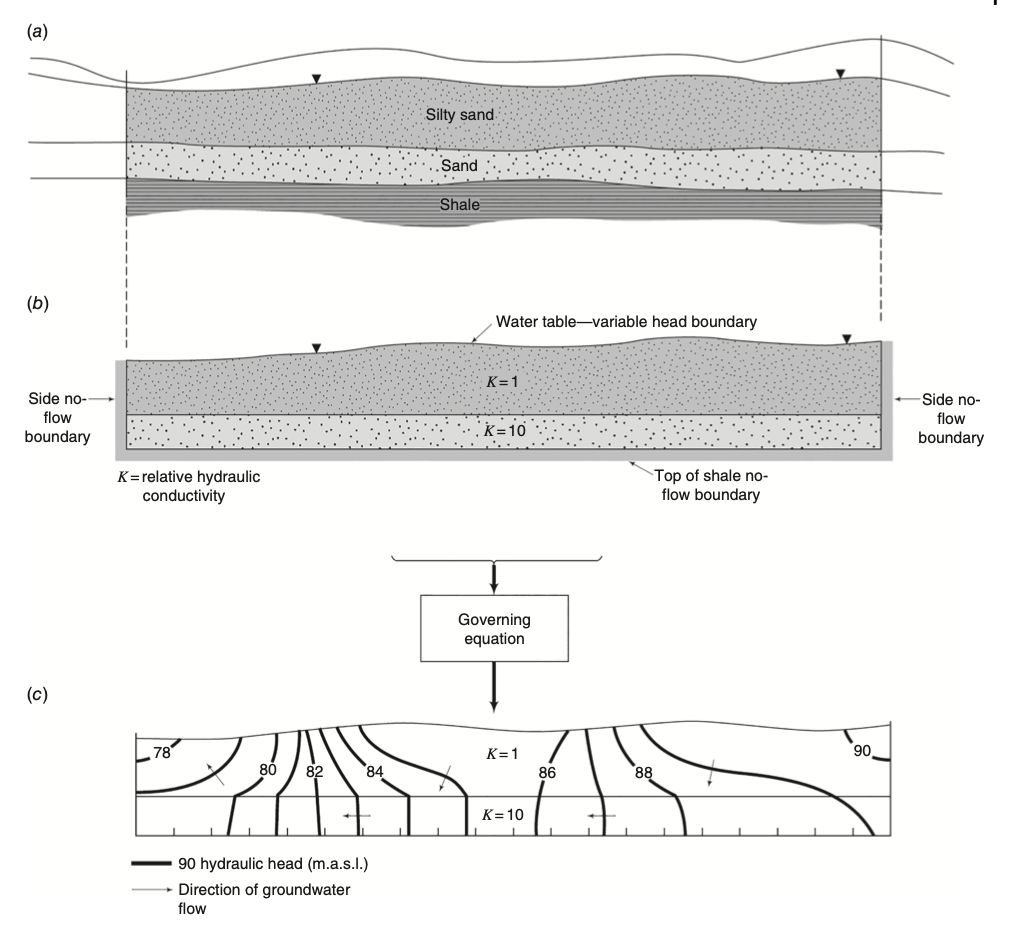 (a)
Silty sand
Sand
Shale
(b)
Water table—variable head boundary
K=1
Side no-
flow
boundary
Side no-
flow
boundary
K=10
K=relative hydraulic
conductivity
Top of shale no-
flow boundary
Governing
equation
(c)
78
80
82
84
K=1
86
88
90
K=10
90 hydraulic head (m.a.s.l.)
Direction of groundwater
flow